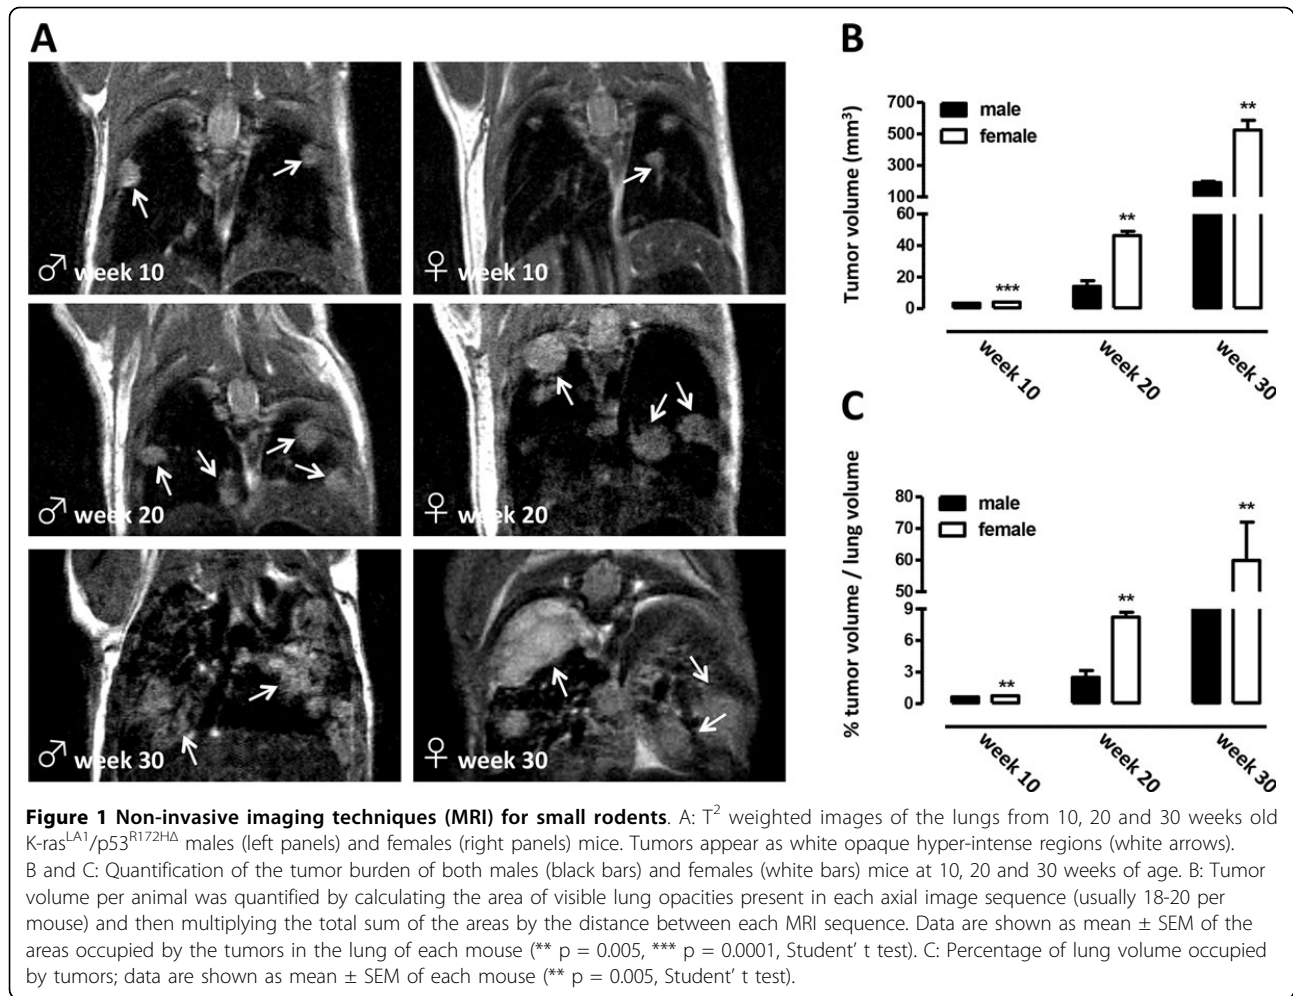 A
♂ week 10
♀ week 10
♂ week 20
♀ week 20
♂ week 30
♀ week 30
B
Tumor volume (mm³)
700
500
300
100
60
40
20
0
male
female
***
**
**
week 10
week 20
week 30
C
% tumor volume / lung volume
80
70
60
50
9
6
3
0
male
female
**
**
**
week 10
week 20
week 30
Figure 1 Non-invasive imaging techniques (MRI) for small rodents. A: T² weighted images of the lungs from 10, 20 and 30 weeks old
K-rasᴸᴬ¹/p53ᴿ¹⁷²ᴴΔ males (left panels) and females (right panels) mice. Tumors appear as white opaque hyper-intense regions (white arrows).
B and C: Quantification of the tumor burden of both males (black bars) and females (white bars) mice at 10, 20 and 30 weeks of age. B: Tumor
volume per animal was quantified by calculating the area of visible lung opacities present in each axial image sequence (usually 18-20 per
mouse) and then multiplying the total sum of the areas by the distance between each MRI sequence. Data are shown as mean ± SEM of the
areas occupied by the tumors in the lung of each mouse (** p = 0.005, *** p = 0.0001, Student' t test). C: Percentage of lung volume occupied
by tumors; data are shown as mean ± SEM of each mouse (** p = 0.005, Student' t test).